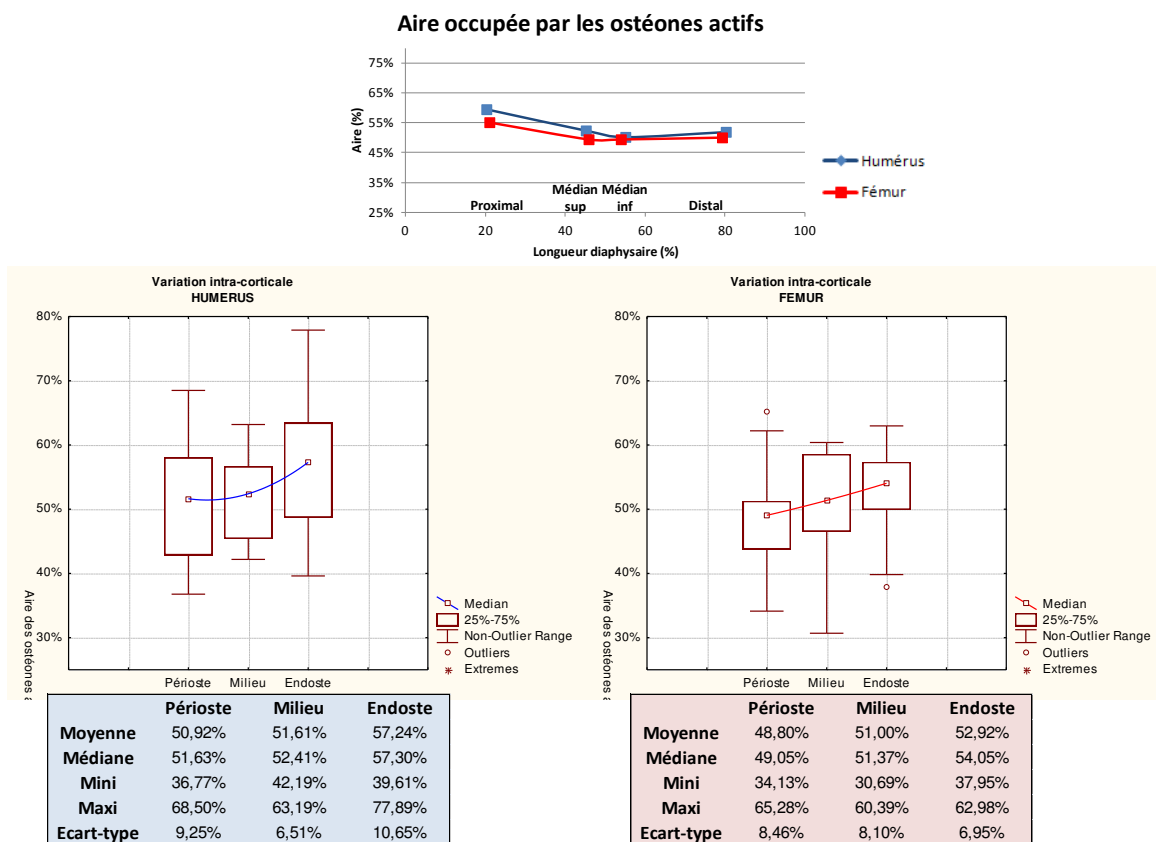 Aire occupée par les ostéones actifs
75%
65%
55%
45%
35%
25%
Aire (%)
Proximal
Médian sup
Médian inf
Distal
0 20 40 60 80 100
Longueur diaphysaire (%)
Humérus
Fémur
Variation intra-corticale
HUMERUS
80%
70%
60%
50%
40%
30%
Aire des ostéones
Périoste Milieu Endoste
Median
25%-75%
Non-Outlier Range
Outliers
Extremes
Périoste Milieu Endoste
Moyenne 50,92% 51,61% 57,24%
Médiane 51,63% 52,41% 57,30%
Mini 36,77% 42,19% 39,61%
Maxi 68,50% 63,19% 77,89%
Ecart-type 9,25% 6,51% 10,65%
Variation intra-corticale
FEMUR
80%
70%
60%
50%
40%
30%
Aire des ostéones
Périoste Milieu Endoste
Median
25%-75%
Non-Outlier Range
Outliers
Extremes
Périoste Milieu Endoste
Moyenne 48,80% 51,00% 52,92%
Médiane 49,05% 51,37% 54,05%
Mini 34,13% 30,69% 37,95%
Maxi 65,28% 60,39% 62,98%
Ecart-type 8,46% 8,10% 6,95%